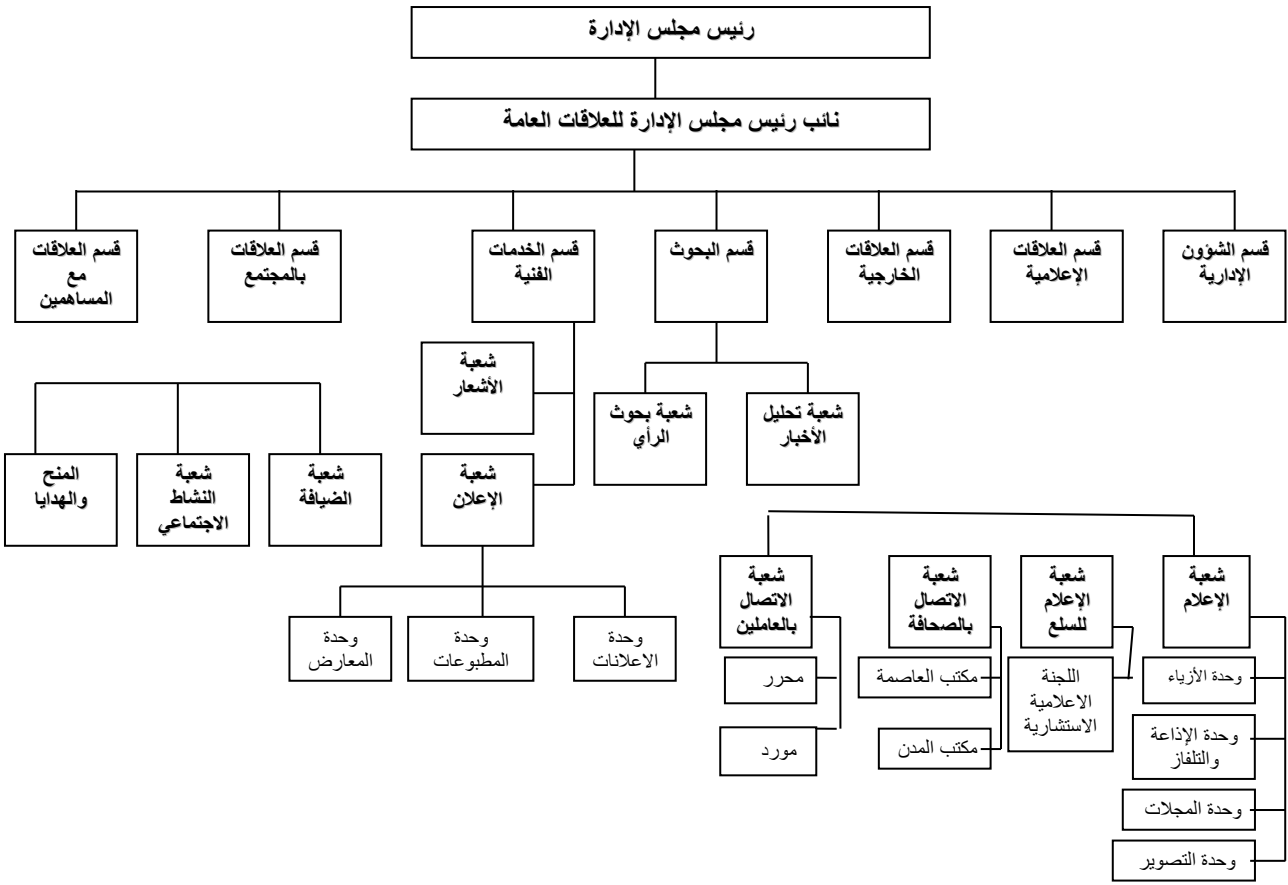 رئيس مجلس الإدارة
نائب رئيس مجلس الإدارة للعلاقات العامة
قسم الشؤون
الإدارية
قسم العلاقات
الإعلامية
قسم العلاقات
الخارجية
قسم البحوث
قسم الخدمات
الفنية
قسم العلاقات
بالمجتمع
قسم العلاقات
مع
المساهمين
شعبة
الأشعار
شعبة تحليل
الأخبار
شعبة بحوث
الرأي
شعبة
الإعلان
شعبة
الضيافة
شعبة
النشاط
الاجتماعي
المنح
والهدايا
شعبة
الإعلام
شعبة
الإعلام
للسلع
شعبة
الاتصال
بالصحافة
شعبة
الاتصال
بالعاملين
وحدة
الاعلانات
وحدة
المطبوعات
وحدة
المعارض
وحدة الأزياء
وحدة الإذاعة
والتلفاز
وحدة المجلات
وحدة التصوير
اللجنة
الاعلامية
الاستشارية
مكتب العاصمة
مكتب المدن
محرر
مورد